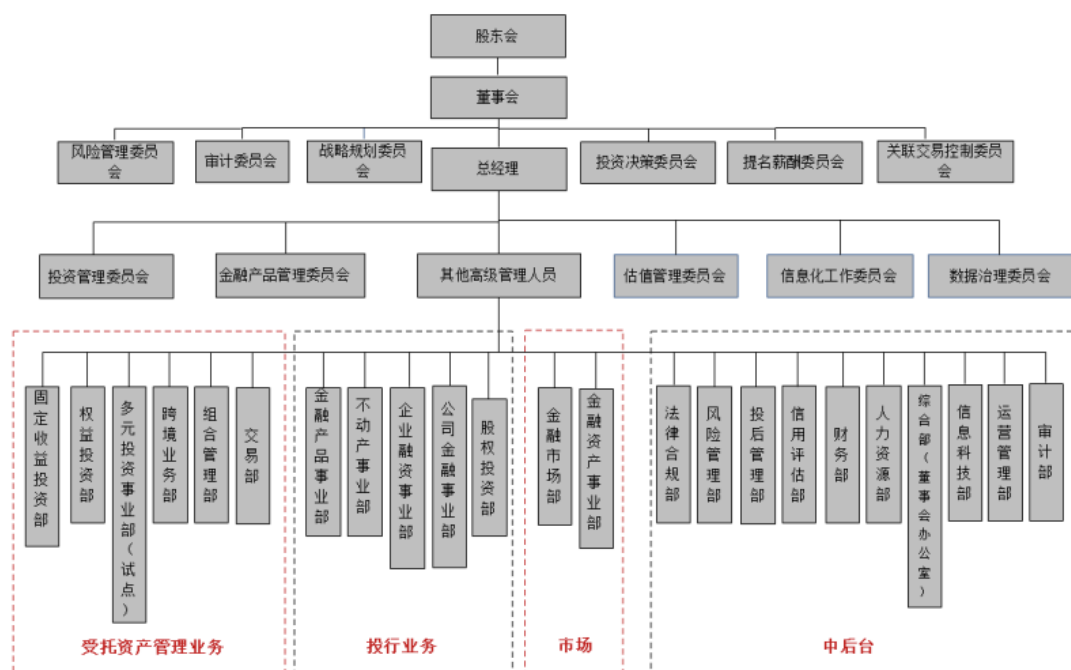 股东会
董事会
风险管理委员
会
审计委员会
战略规划委员
会
总经理
投资决策委员会
提名薪酬委员会
关联交易控制委员
会
投资管理委员会
金融产品管理委员会
其他高级管理人员
估值管理委员会
信息化工作委员会
数据治理委员会
固定收益投资部
权益投资部
多元投资事业部(试点)
跨境业务部
组合管理部
交易部
金融产品事业部
不动产事业部
企业融资事业部
公司金融事业部
股权投资部
金融市场部
金融资产事业部
法律合规部
风险管理部
投后管理部
信用评估部
财务部
人力资源部
综合部(董事会办公室)
信息科技部
运营管理部
审计部
受托资产管理业务
投行业务
市场
中后台